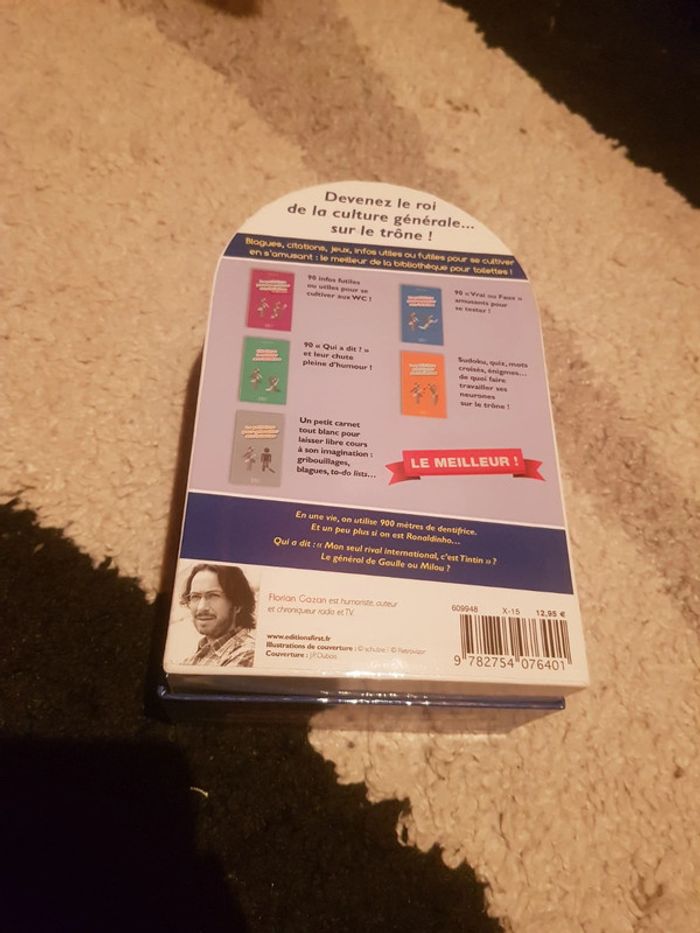 Devenez le roi
de la culture générale...
sur le trône !
Blagues, citations, jeux, infos utiles ou futiles pour se cultiver
en s'amusant : le meilleur de la bibliothèque pour toilettes !
90 infos futiles
ou utiles pour se
cultiver aux WC !
90 « Vrai ou Faux »
amusants pour
se tester !
90 « Qui a dit ? »
et leur chute
pleine d'humour !
Sudoku, quiz, mots
croisés, énigmes...
de quoi faire
travailler ses
neurones
sur le trône !
Un petit carnet
tout blanc pour
laisser libre cours
à son imagination :
gribouillages,
blagues, to-do lists...
LE MEILLEUR !
En une vie, on utilise 900 mètres de dentifrice.
Et un peu plus si on est Ronaldinho...
Qui a dit : « Mon seul rival international, c'est Tintin » ?
Le général de Gaulle ou Milou ?
Florian Gazan est humoriste, auteur
et chroniqueur radio et TV.
www.editionsfirst.fr
Illustrations de couverture : © schulzie / © Retrovizor
Couverture : J.P.Dubois
609948 X-15 12,95 €
9 782754 076401